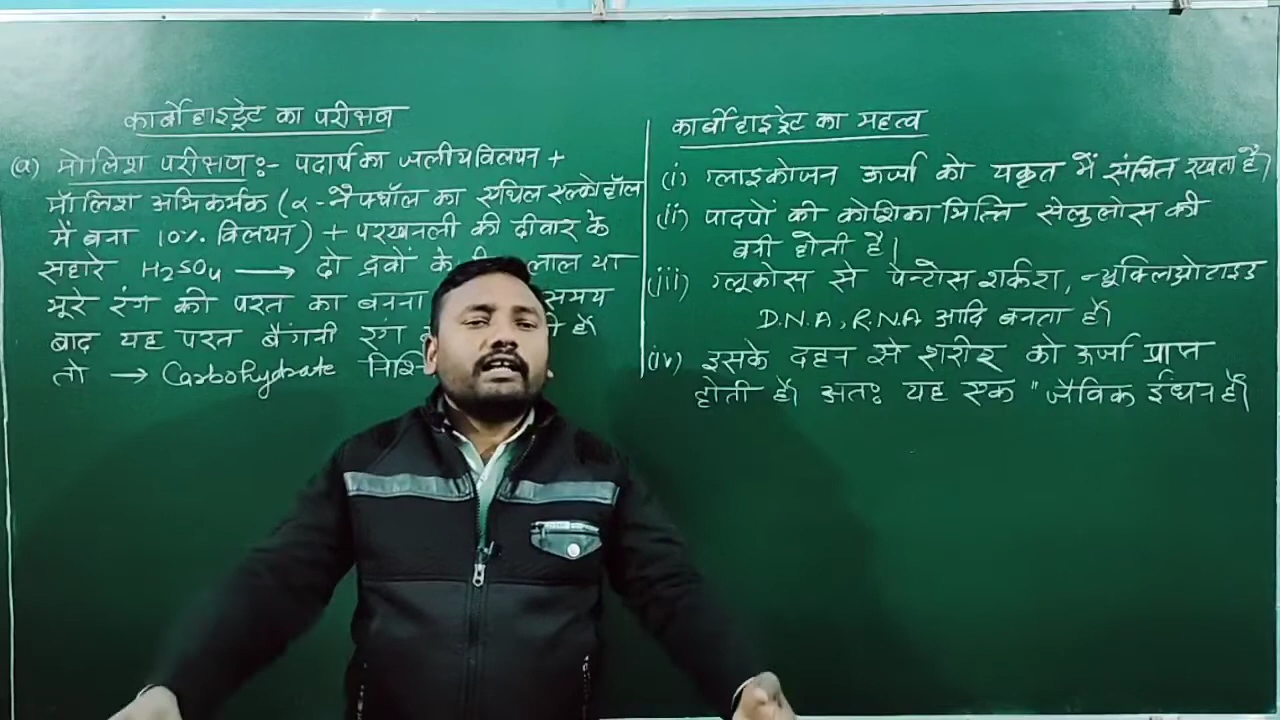 कार्बोहाइड्रेट का परीक्षण
(a) मोलिश परीक्षण:- पदार्थ का जलीय विलयन +
मॉलिश अभिकर्मक (α-नैफ्थॉल का एथिल एल्कोहॉल
में बना 10% विलयन) + परखनली की दीवार के
सहारे H2SO4 → दो द्रवों के लाल या
भूरे रंग की परत का बनना समय
बाद यह परत बैंगनी रंग है।
तो → Carbohydrate
कार्बोहाइड्रेट का महत्व
(i) ग्लाइकोजन ऊर्जा को यकृत में संचित रखता है।
(ii) पादपों की कोशिका भित्ति सेलुलोस की
बनी होती है।
(iii) ग्लूकोस से पेन्टोस शर्करा, न्यूक्लिओटाइड
D.N.A, R.N.A आदि बनता है।
(iv) इसके दहन से शरीर को ऊर्जा प्राप्त
होती है। अतः यह एक "जैविक ईंधन है।